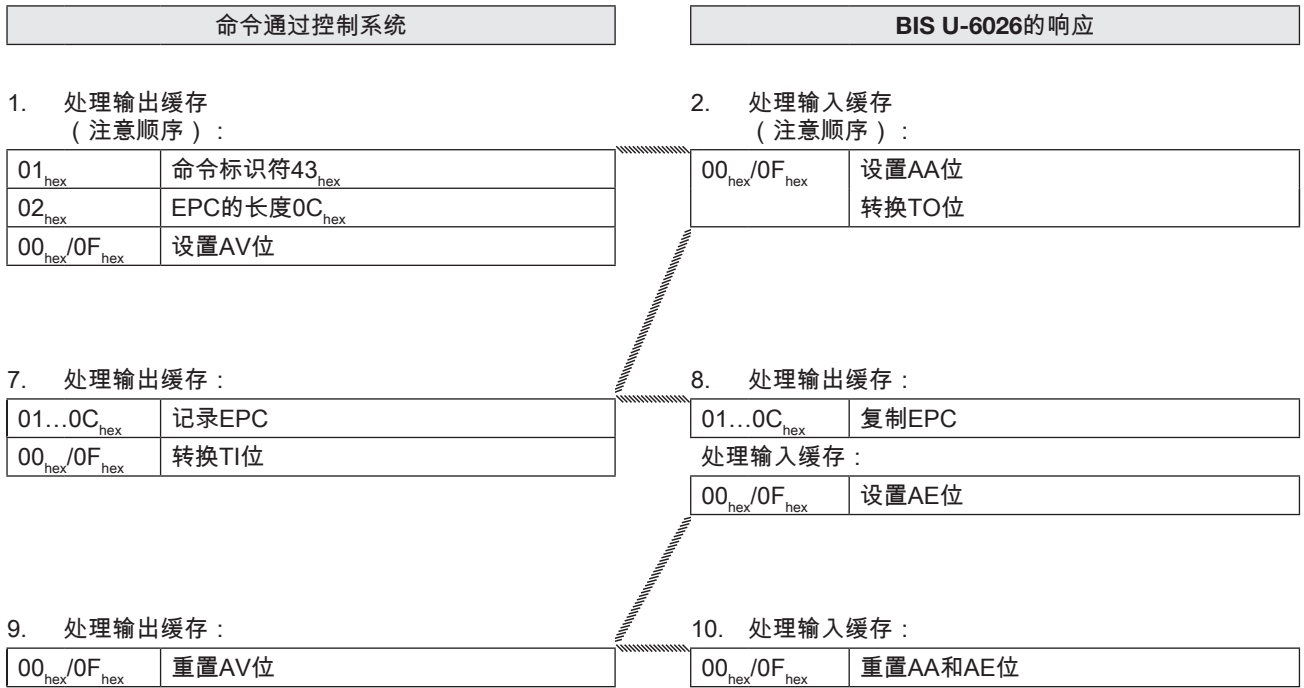 命令通过控制系统
BIS U-6026的响应
1. 处理输出缓存
（注意顺序）：
01hex 命令标识符43hex
02hex EPC的长度0Chex
00hex/0Fhex 设置AV位
2. 处理输入缓存
（注意顺序）：
00hex/0Fhex 设置AA位
转换TO位
7. 处理输出缓存：
01…0Chex 记录EPC
00hex/0Fhex 转换TI位
8. 处理输出缓存：
01…0Chex 复制EPC
处理输入缓存：
00hex/0Fhex 设置AE位
9. 处理输出缓存：
00hex/0Fhex 重置AV位
10. 处理输入缓存：
00hex/0Fhex 重置AA和AE位